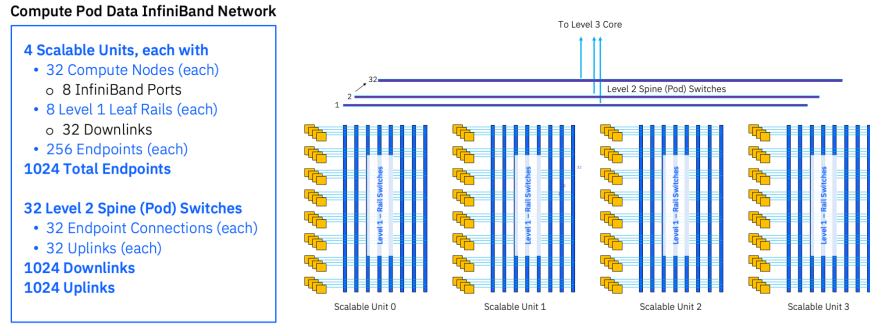 Compute Pod Data InfiniBand Network
4 Scalable Units, each with
• 32 Compute Nodes (each)
o 8 InfiniBand Ports
• 8 Level 1 Leaf Rails (each)
o 32 Downlinks
• 256 Endpoints (each)
1024 Total Endpoints
32 Level 2 Spine (Pod) Switches
• 32 Endpoint Connections (each)
• 32 Uplinks (each)
1024 Downlinks
1024 Uplinks
To Level 3 Core
32
Level 2 Spine (Pod) Switches
2
1
Level 1 – Rail Switches
Level 1 – Rail Switches
Level 1 – Rail Switches
Level 1 – Rail Switches
Scalable Unit 0
Scalable Unit 1
Scalable Unit 2
Scalable Unit 3